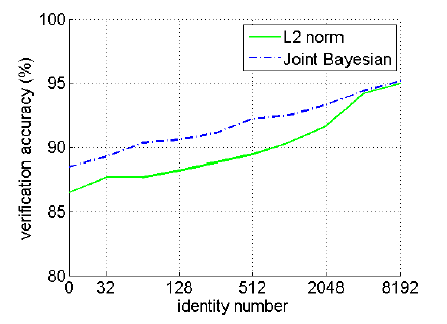 100
95
90
85
80
verification accuracy (%)
L2 norm
Joint Bayesian
0 32 128 512 2048 8192
identity number